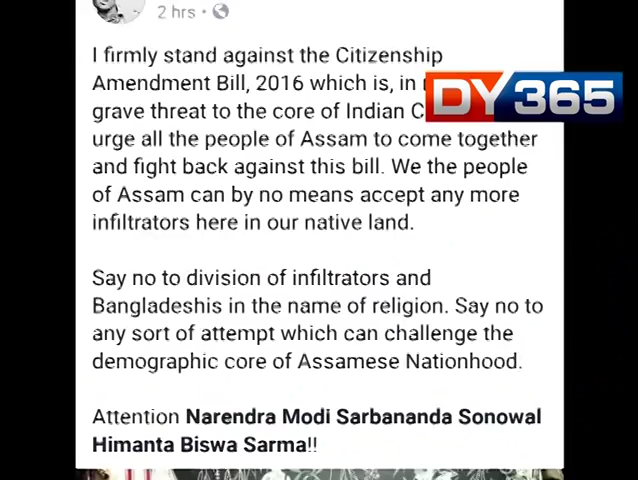 2 hrs •
I firmly stand against the Citizenship
Amendment Bill, 2016 which is, in
grave threat to the core of Indian
urge all the people of Assam to come together
and fight back against this bill. We the people
of Assam can by no means accept any more
infiltrators here in our native land.
Say no to division of infiltrators and
Bangladeshis in the name of religion. Say no to
any sort of attempt which can challenge the
demographic core of Assamese Nationhood.
Attention Narendra Modi Sarbananda Sonowal
Himanta Biswa Sarma!!
DY365